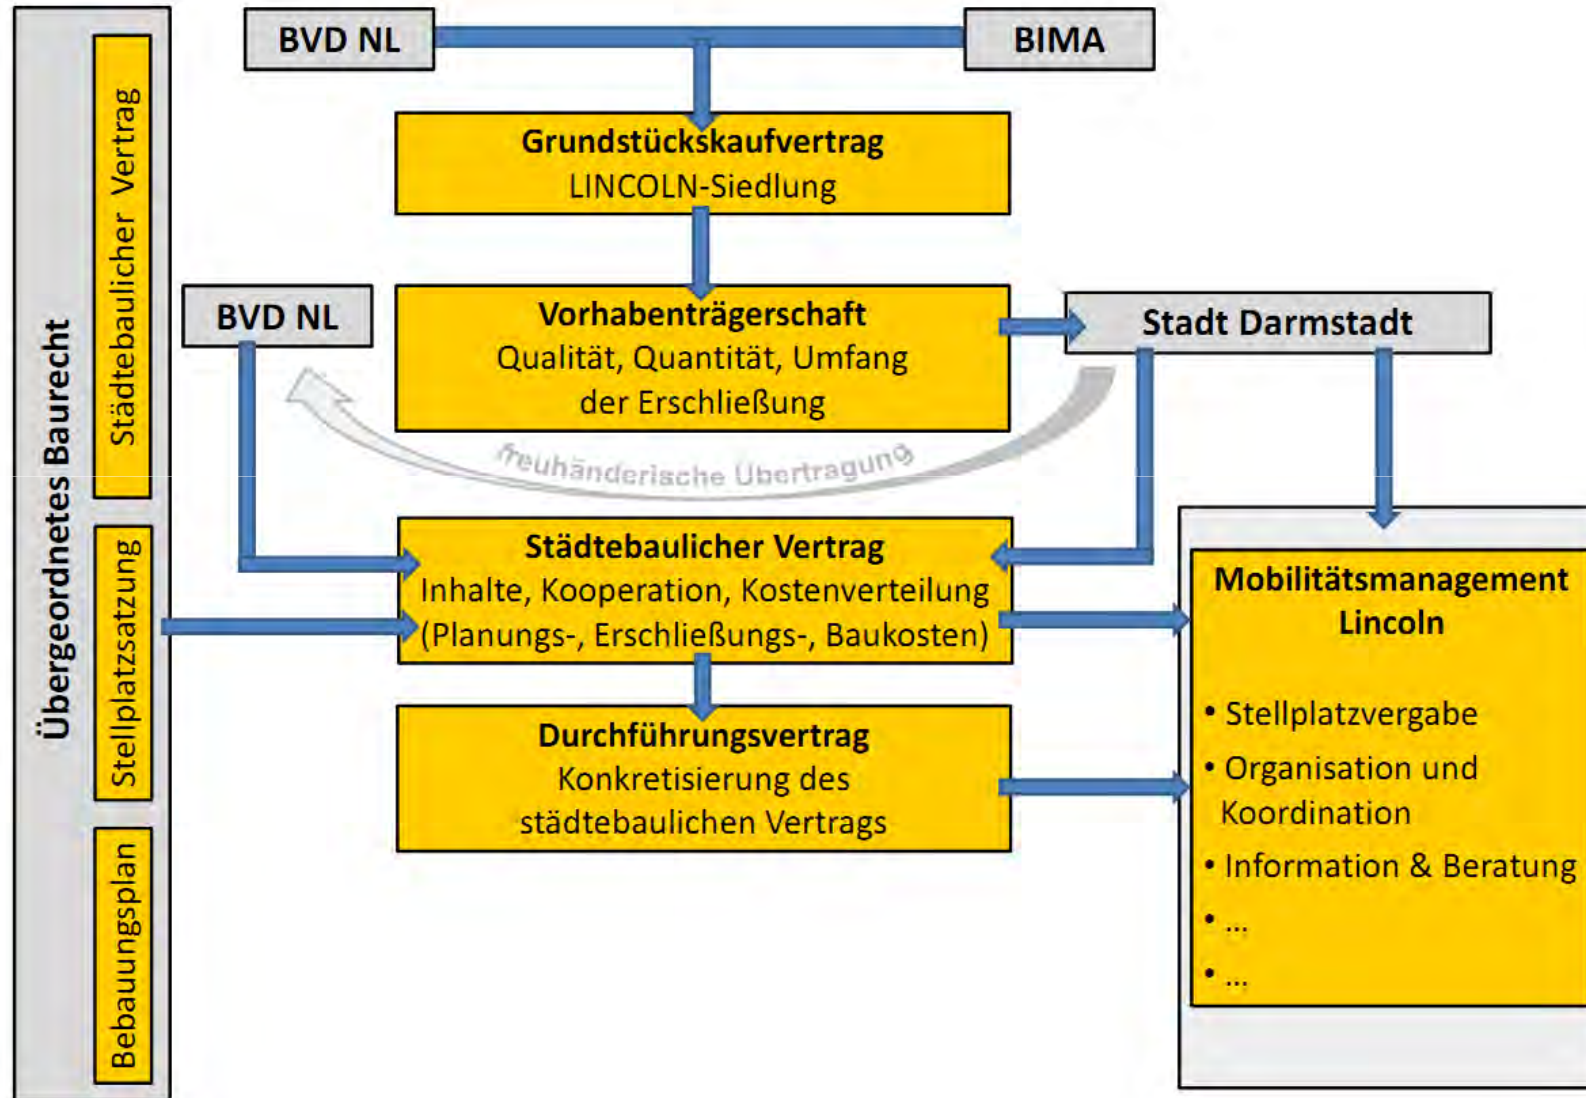 Übergeordnetes Baurecht
Städtebaulicher Vertrag
Stellplatzsatzung
Bebauungsplan
BVD NL
BIMA
Grundstückskaufvertrag
LINCOLN-Siedlung
BVD NL
Vorhabenträgerschaft
Qualität, Quantität, Umfang
der Erschließung
Stadt Darmstadt
treuhänderische Übertragung
Städtebaulicher Vertrag
Inhalte, Kooperation, Kostenverteilung
(Planungs-, Erschließungs-, Baukosten)
Durchführungsvertrag
Konkretisierung des
städtebaulichen Vertrags
Mobilitätsmanagement
Lincoln
• Stellplatzvergabe
• Organisation und
Koordination
• Information & Beratung
• ...
• ...